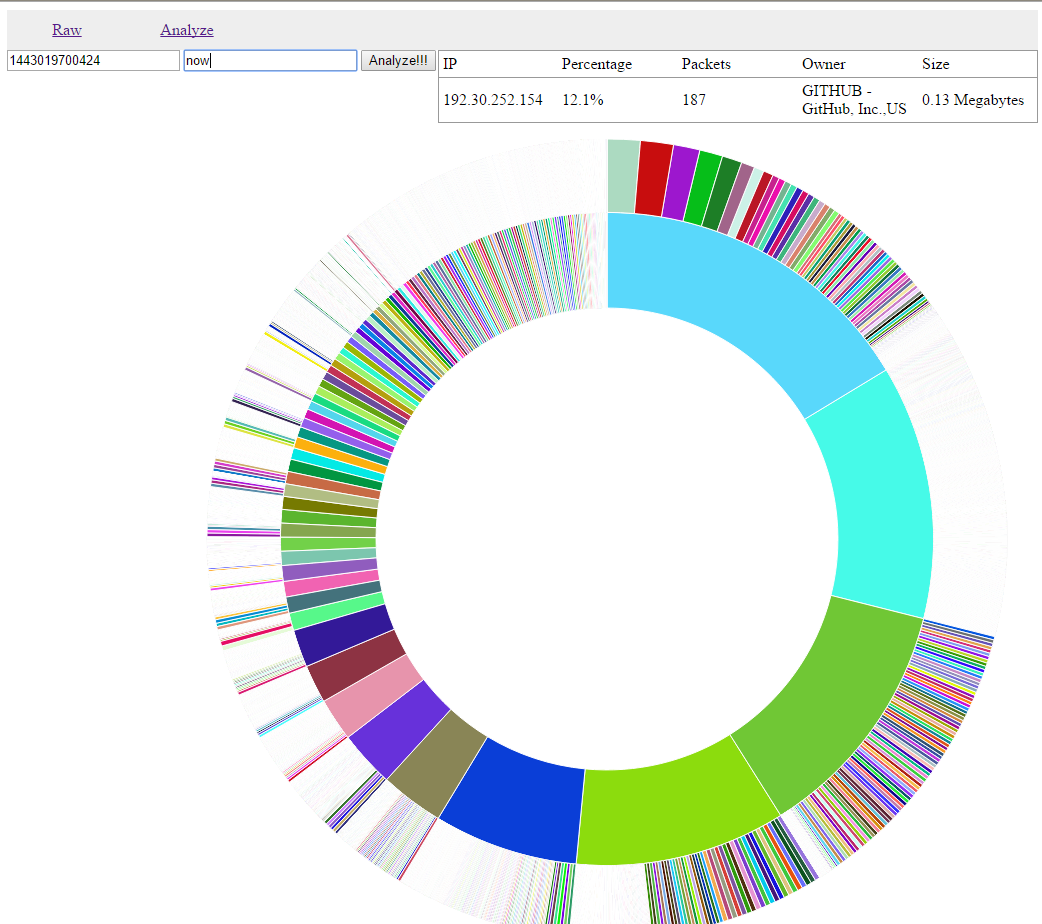 Raw Analyze
1443019700424 now Analyze!!!
IP Percentage Packets Owner Size
192.30.252.154 12.1% 187 GITHUB -
GitHub, Inc.,US 0.13 Megabytes